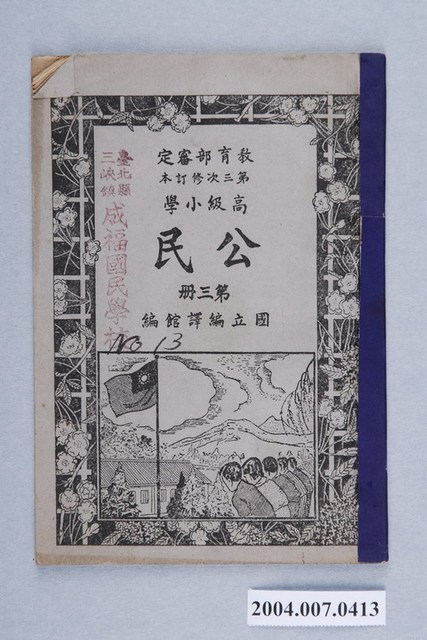 教育部審定
第三次修訂本
高級小學
公民
第三冊
國立編譯館編
臺北縣
三峽鎮
成福國民學校
NO 13
2004.007.0413